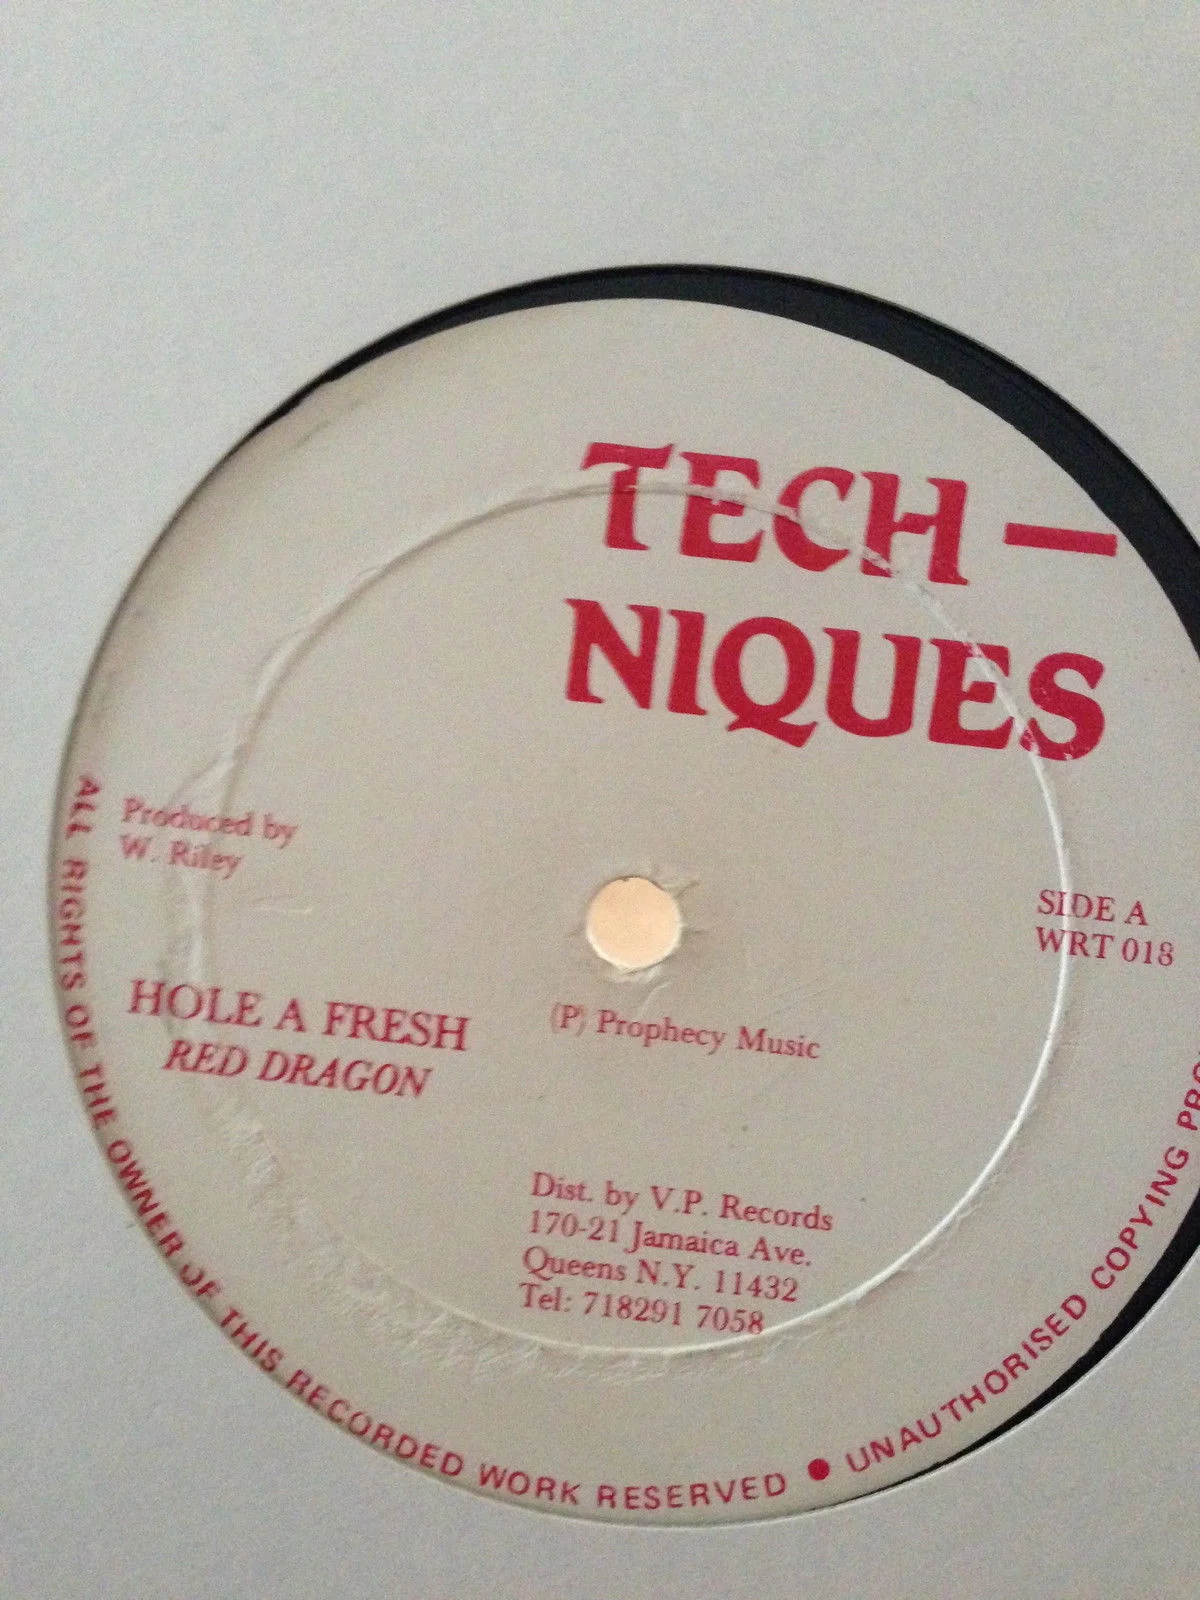 TECH —
NIQUES
Produced by
W. Riley
SIDE A
WRT 018
HOLE A FRESH
RED DRAGON
(P) Prophecy Music
Dist. by V.P. Records
170-21 Jamaica Ave.
Queens N.Y. 11432
Tel: 718291 7058
ALL RIGHTS OF THE OWNER OF THIS RECORDED WORK RESERVED ● UNAUTHORISED COPYING